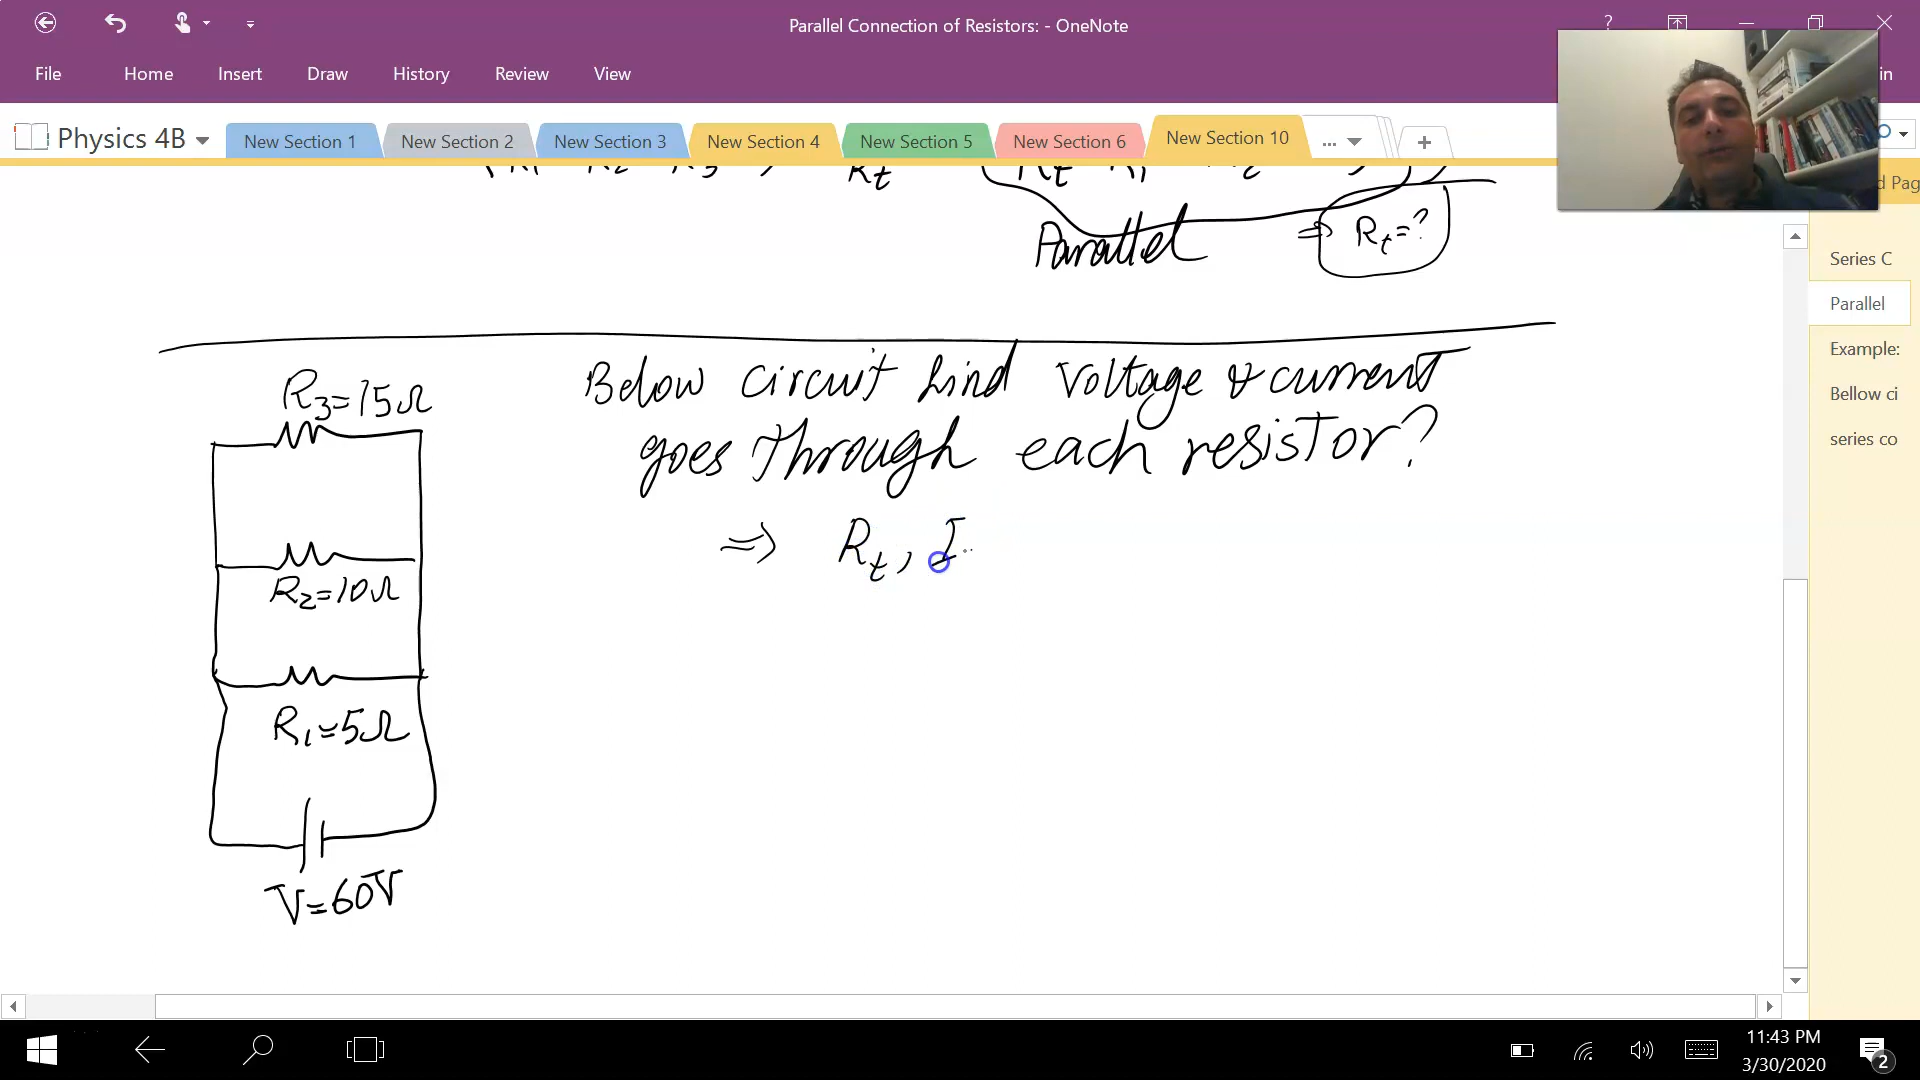 Parallel Connection of Resistors: - OneNote
?
File Home Insert Draw History Review View
in
Physics 4B
New Section 1 New Section 2 New Section 3 New Section 4 New Section 5 New Section 6 New Section 10 ... +
d Pag
Parallel
⇒ Rt=?
Series C
Parallel
Example:
Bellow ci
series co
Below circuit find voltage & current
goes through each resistor?
⇒ Rt, I
R3=15Ω
R2=10Ω
R1=5Ω
V=60V
11:43 PM
3/30/2020
2